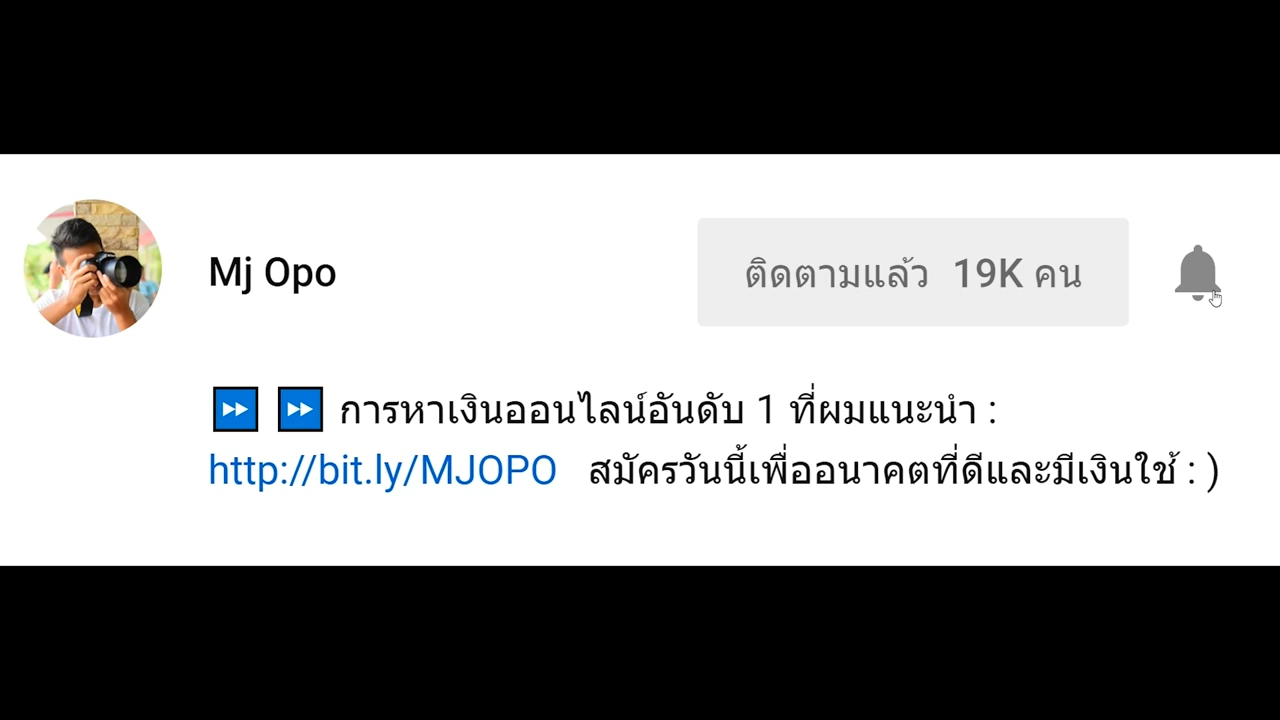 Mj Opo
ติดตามแล้ว 19K คน
⏩ ⏩ การหาเงินออนไลน์อันดับ 1 ที่ผมแนะนำ :
http://bit.ly/MJOPO สมัครวันนี้เพื่ออนาคตที่ดีและมีเงินใช้ : )